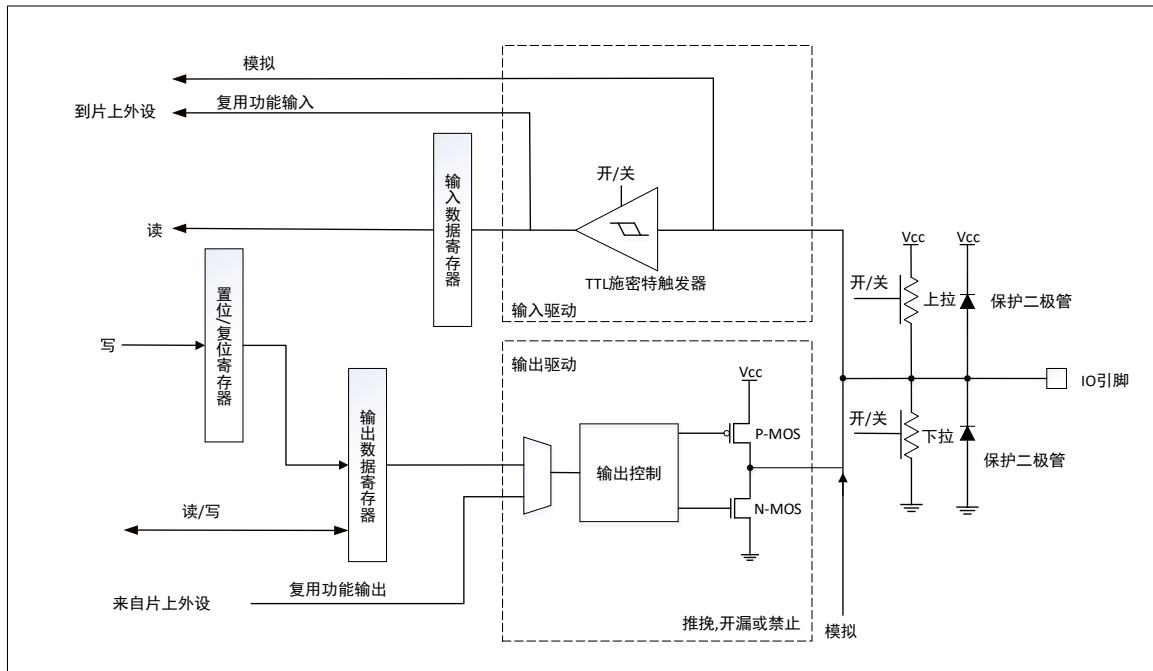 模拟
到片上外设
复用功能输入
开/关
输入数据寄存器
读
TTL施密特触发器
输入驱动
Vcc
Vcc
开/关
上拉
保护二极管
置位/复位寄存器
写
输出驱动
Vcc
IO引脚
输出数据寄存器
P-MOS
开/关
下拉
保护二极管
输出控制
N-MOS
读/写
复用功能输出
来自片上外设
推挽,开漏或禁止
模拟